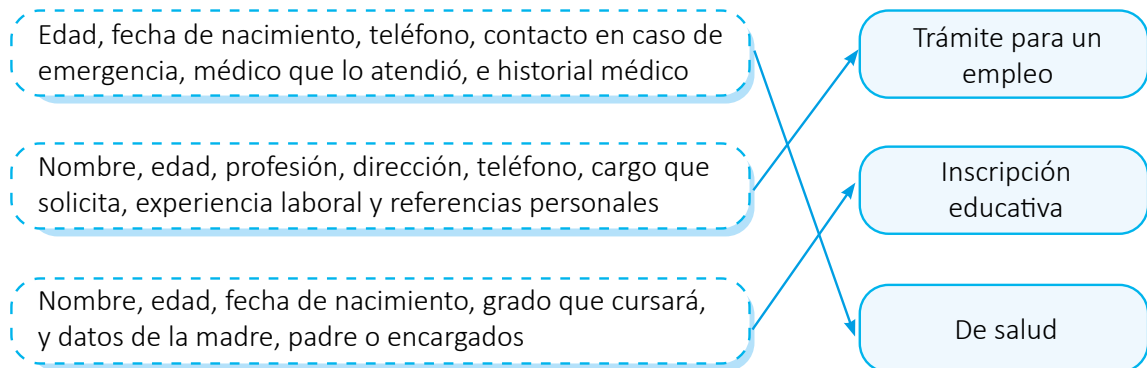 Edad, fecha de nacimiento, teléfono, contacto en caso de
emergencia, médico que lo atendió, e historial médico
Trámite para un
empleo
Nombre, edad, profesión, dirección, teléfono, cargo que
solicita, experiencia laboral y referencias personales
Inscripción
educativa
Nombre, edad, fecha de nacimiento, grado que cursará,
y datos de la madre, padre o encargados
De salud